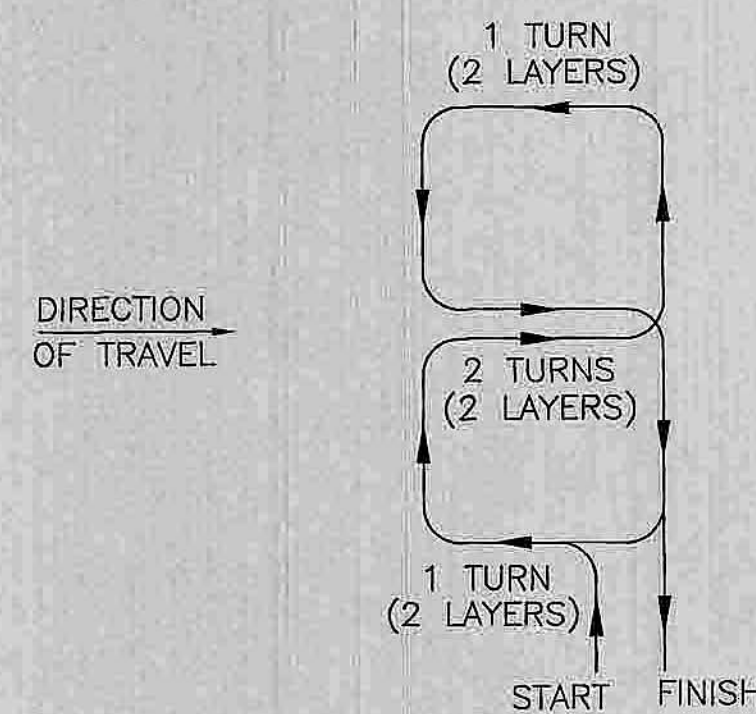 1 TURN
(2 LAYERS)
DIRECTION
OF TRAVEL
2 TURNS
(2 LAYERS)
1 TURN
(2 LAYERS)
START FINISH